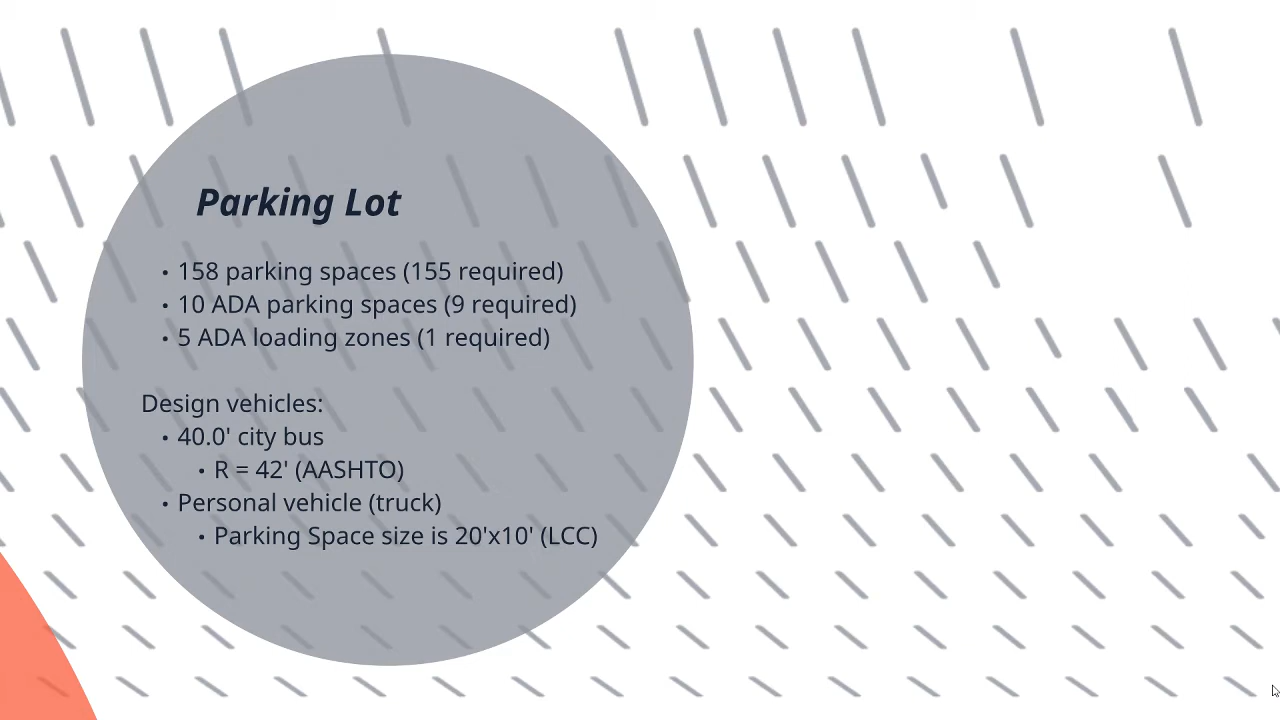 Parking Lot
• 158 parking spaces (155 required)
• 10 ADA parking spaces (9 required)
• 5 ADA loading zones (1 required)
Design vehicles:
• 40.0' city bus
• R = 42' (AASHTO)
• Personal vehicle (truck)
• Parking Space size is 20'x10' (LCC)